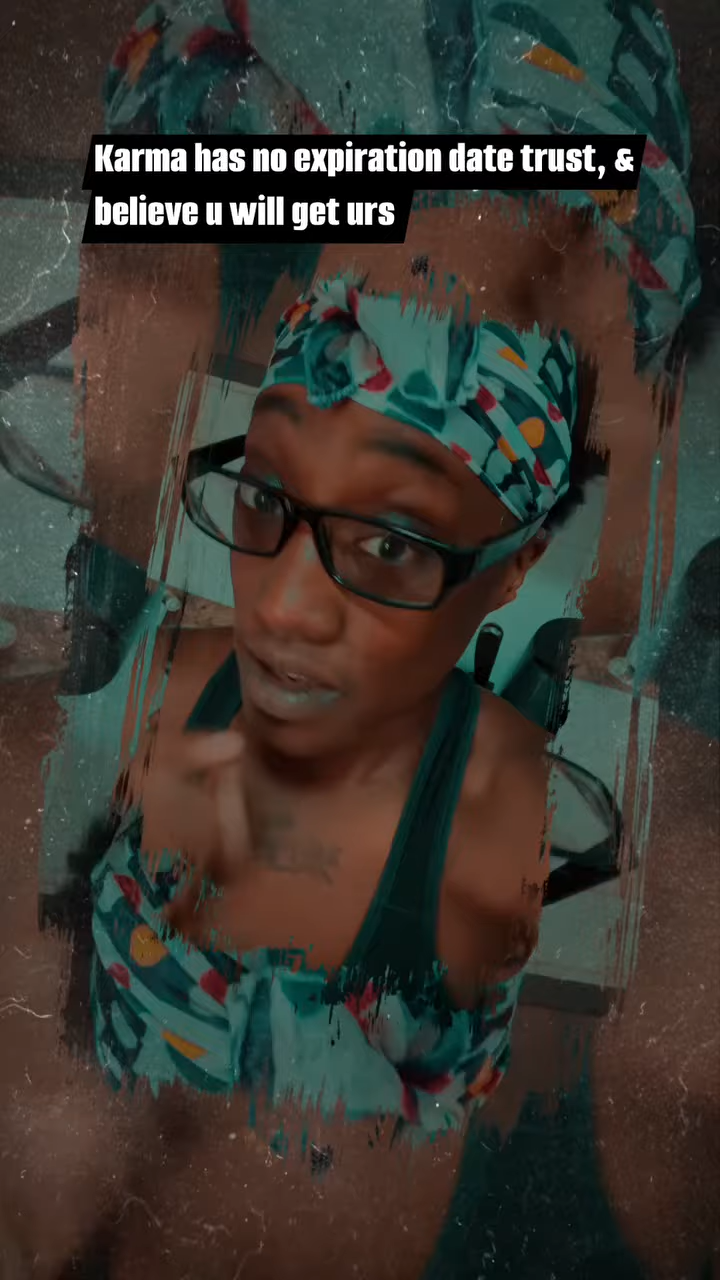 Karma has no expiration date trust, &
believe u will get urs